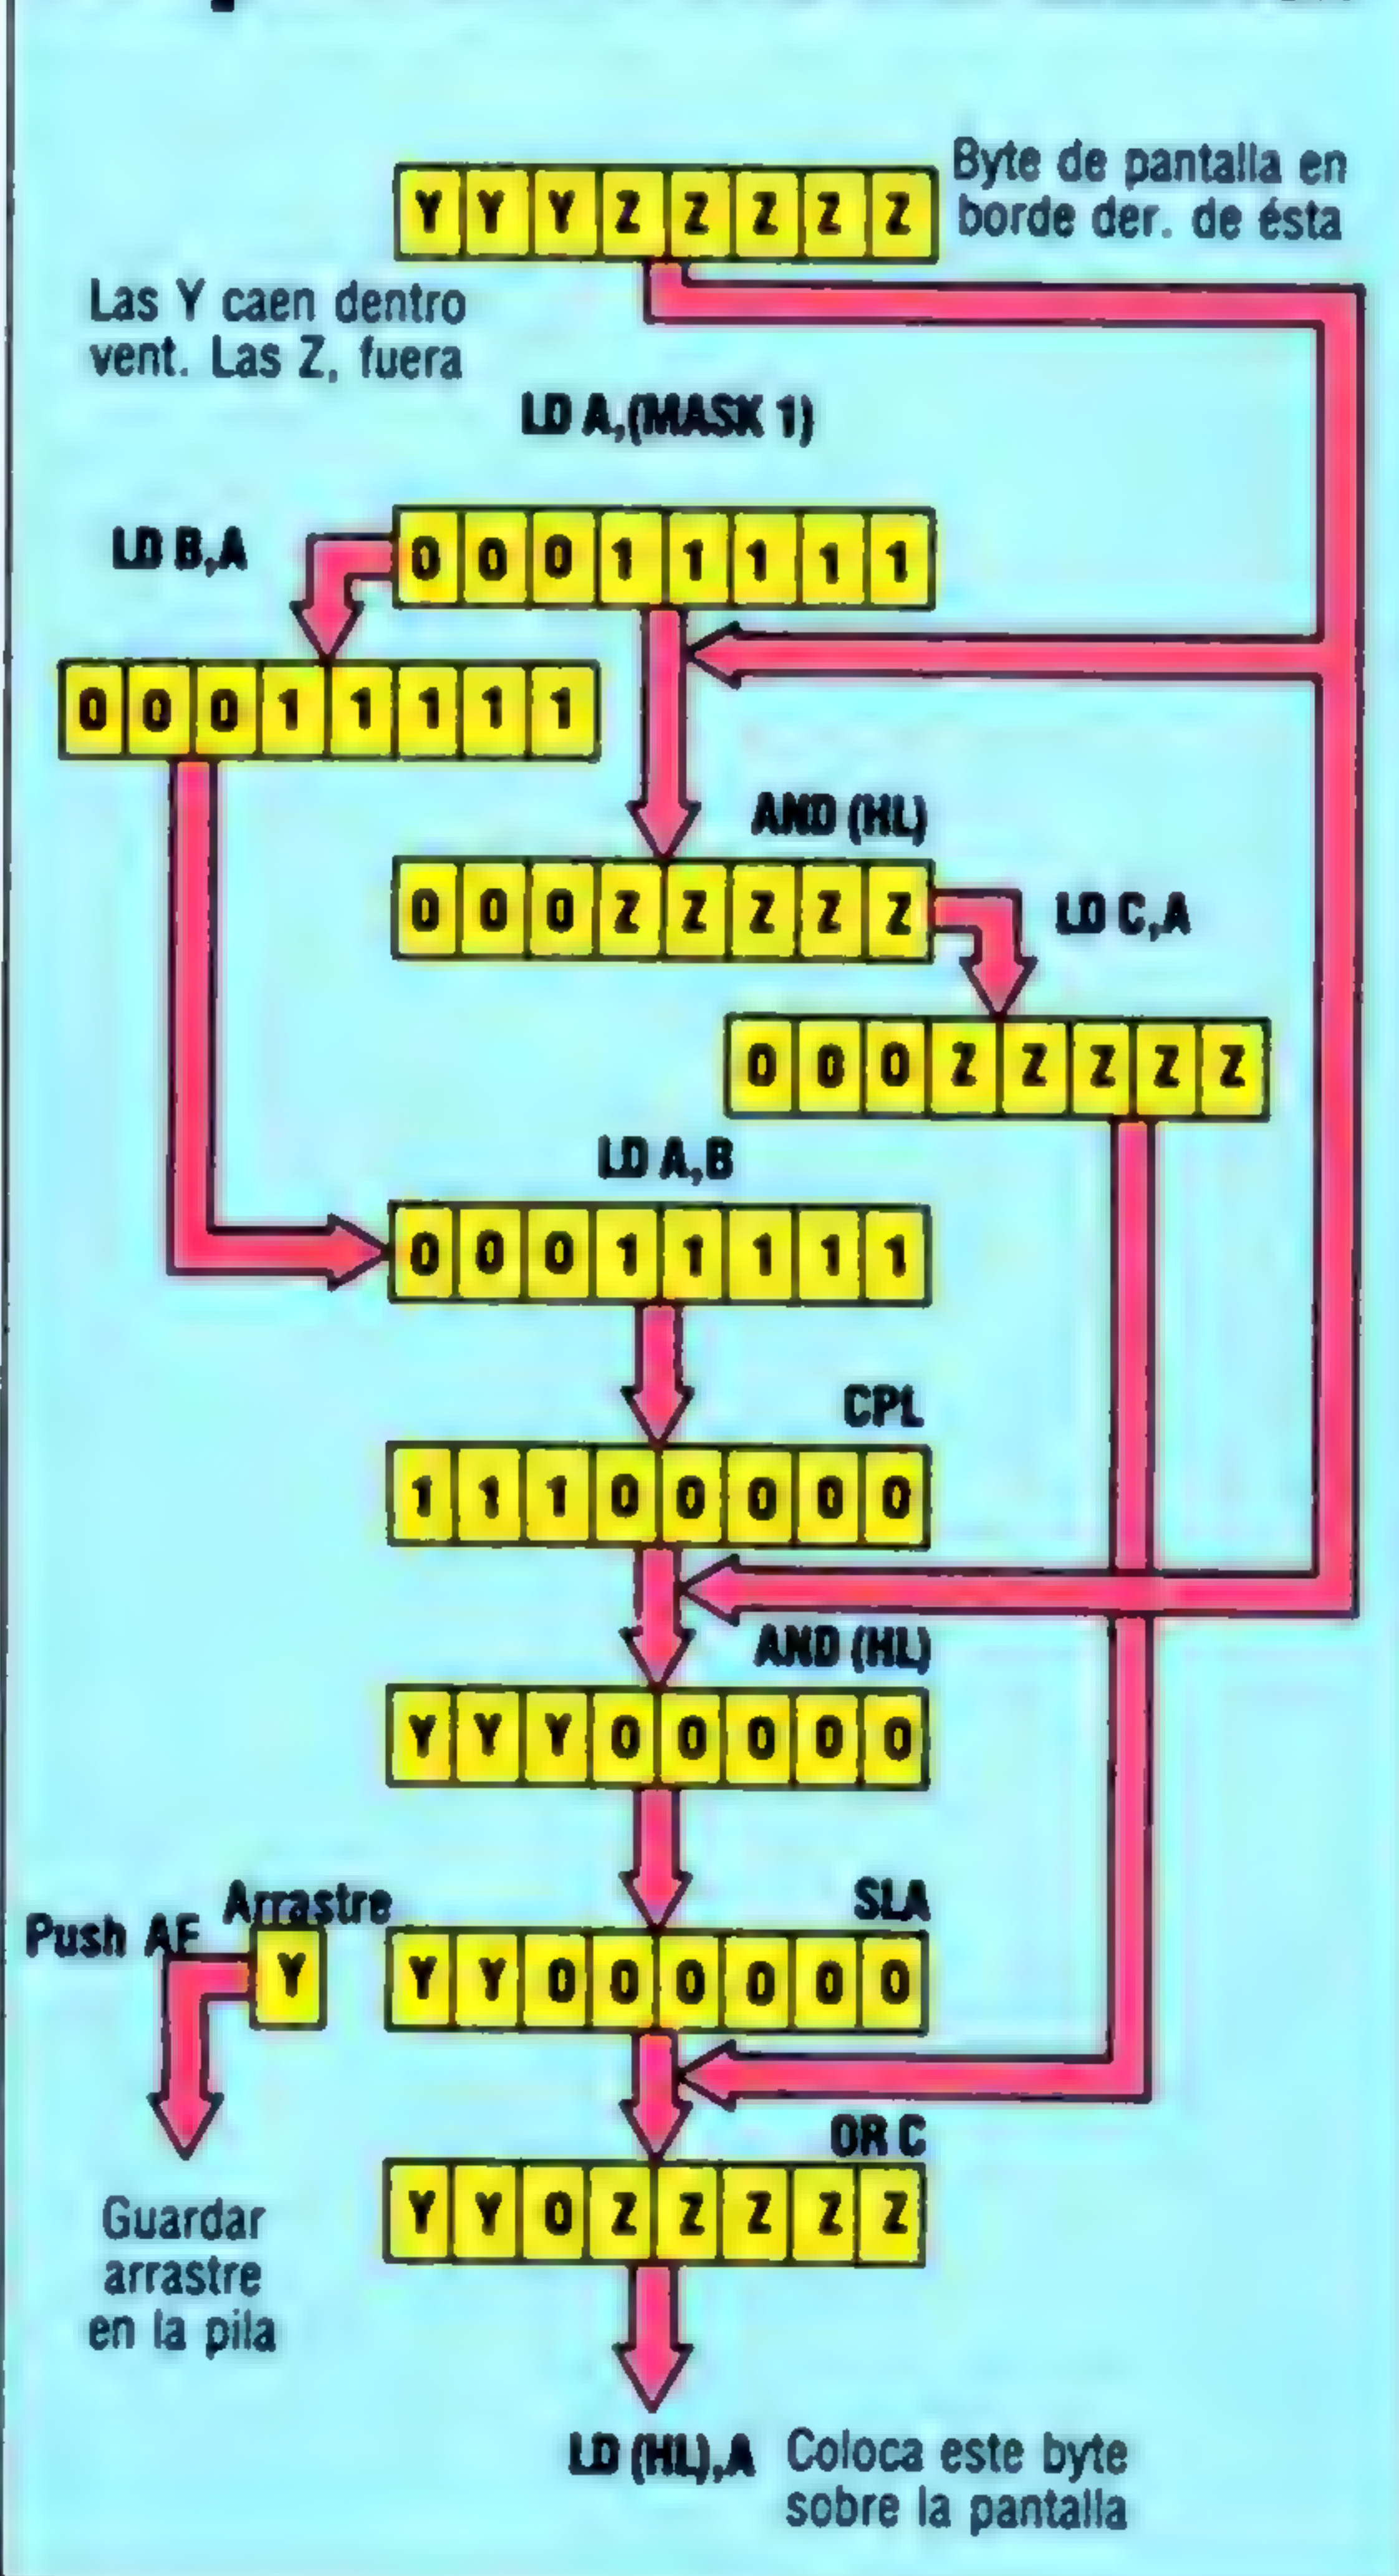 Byte de pantalla en
borde der. de ésta
Y Y Y Z Z Z Z Z
Las Y caen dentro
vent. Las Z, fuera
LD A,(MASK 1)
LD B,A
0 0 0 1 1 1 1 1
0 0 0 1 1 1 1 1
AND (HL)
0 0 0 Z Z Z Z Z
LD C,A
0 0 0 Z Z Z Z Z
LD A,B
0 0 0 1 1 1 1 1
CPL
1 1 1 0 0 0 0 0
AND (HL)
Y Y Y 0 0 0 0 0
SLA
Arrastre
Push AF
Y
Y Y 0 0 0 0 0 0
OR C
Y Y 0 Z Z Z Z Z
Guardar
arrastre
en la pila
LD (HL),A
Coloca este byte
sobre la pantalla